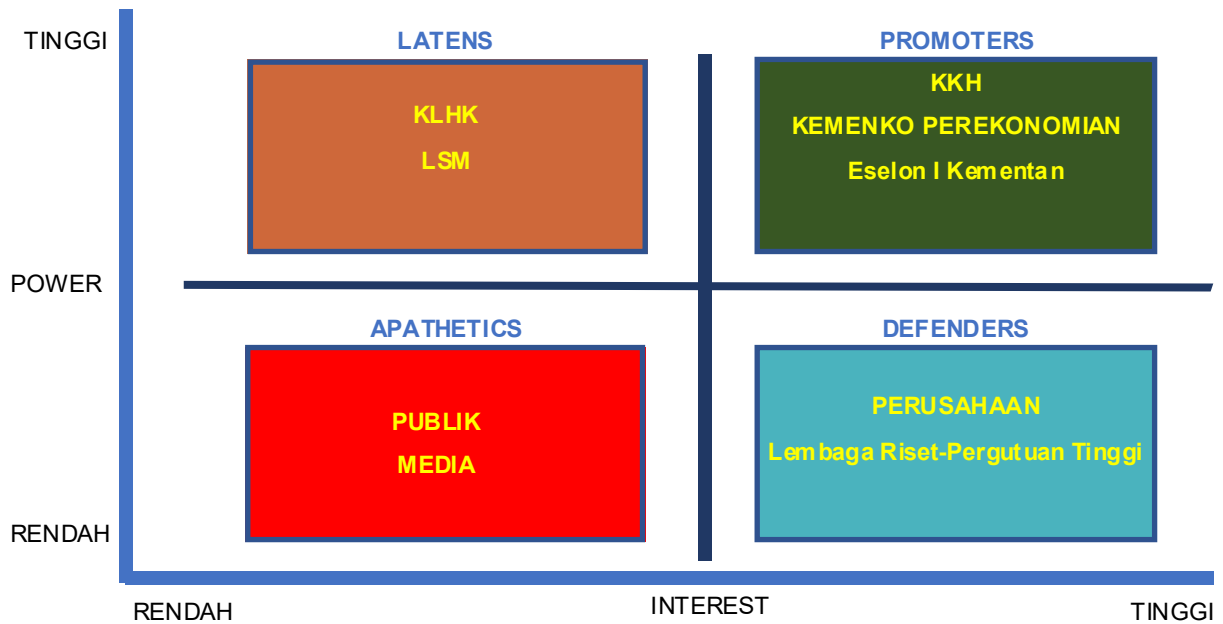 TINGGI
LATENS
PROMOTERS
KLHK
LSM
KKH
KEMENKO PEREKONOMIAN
Eselon I Kementan
POWER
APATHETICS
DEFENDERS
PUBLIK
MEDIA
PERUSAHAAN
Lembaga Riset-Pergutuan Tinggi
RENDAH
RENDAH
INTEREST
TINGGI